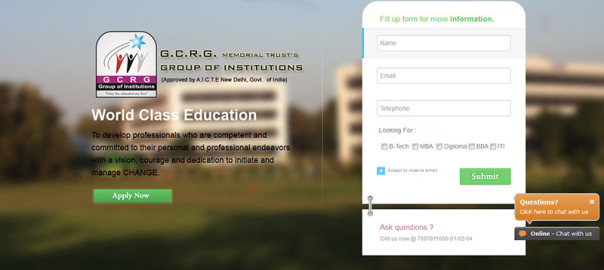 G.C.R.G. MEMORIAL TRUST'S
GROUP OF INSTITUTIONS
(Approved by A.I.C.T.E New Delhi, Govt. of India)
G C R G
Group of Institutions
World Class Education
To develop professionals who are competent and
committed to their personal and professional endeavors
with a vision, courage and dedication to initiate and
manage CHANGE.
Apply Now
Fill up form for more information.
Name
Email
Telephone
Looking For :
B-Tech MBA Diploma BBA ITI
Accept to receive email
Submit
Ask questions ?
Call us now @ 7897811000-01-02-04
Questions?
Click here to chat with us
Online - Chat with us